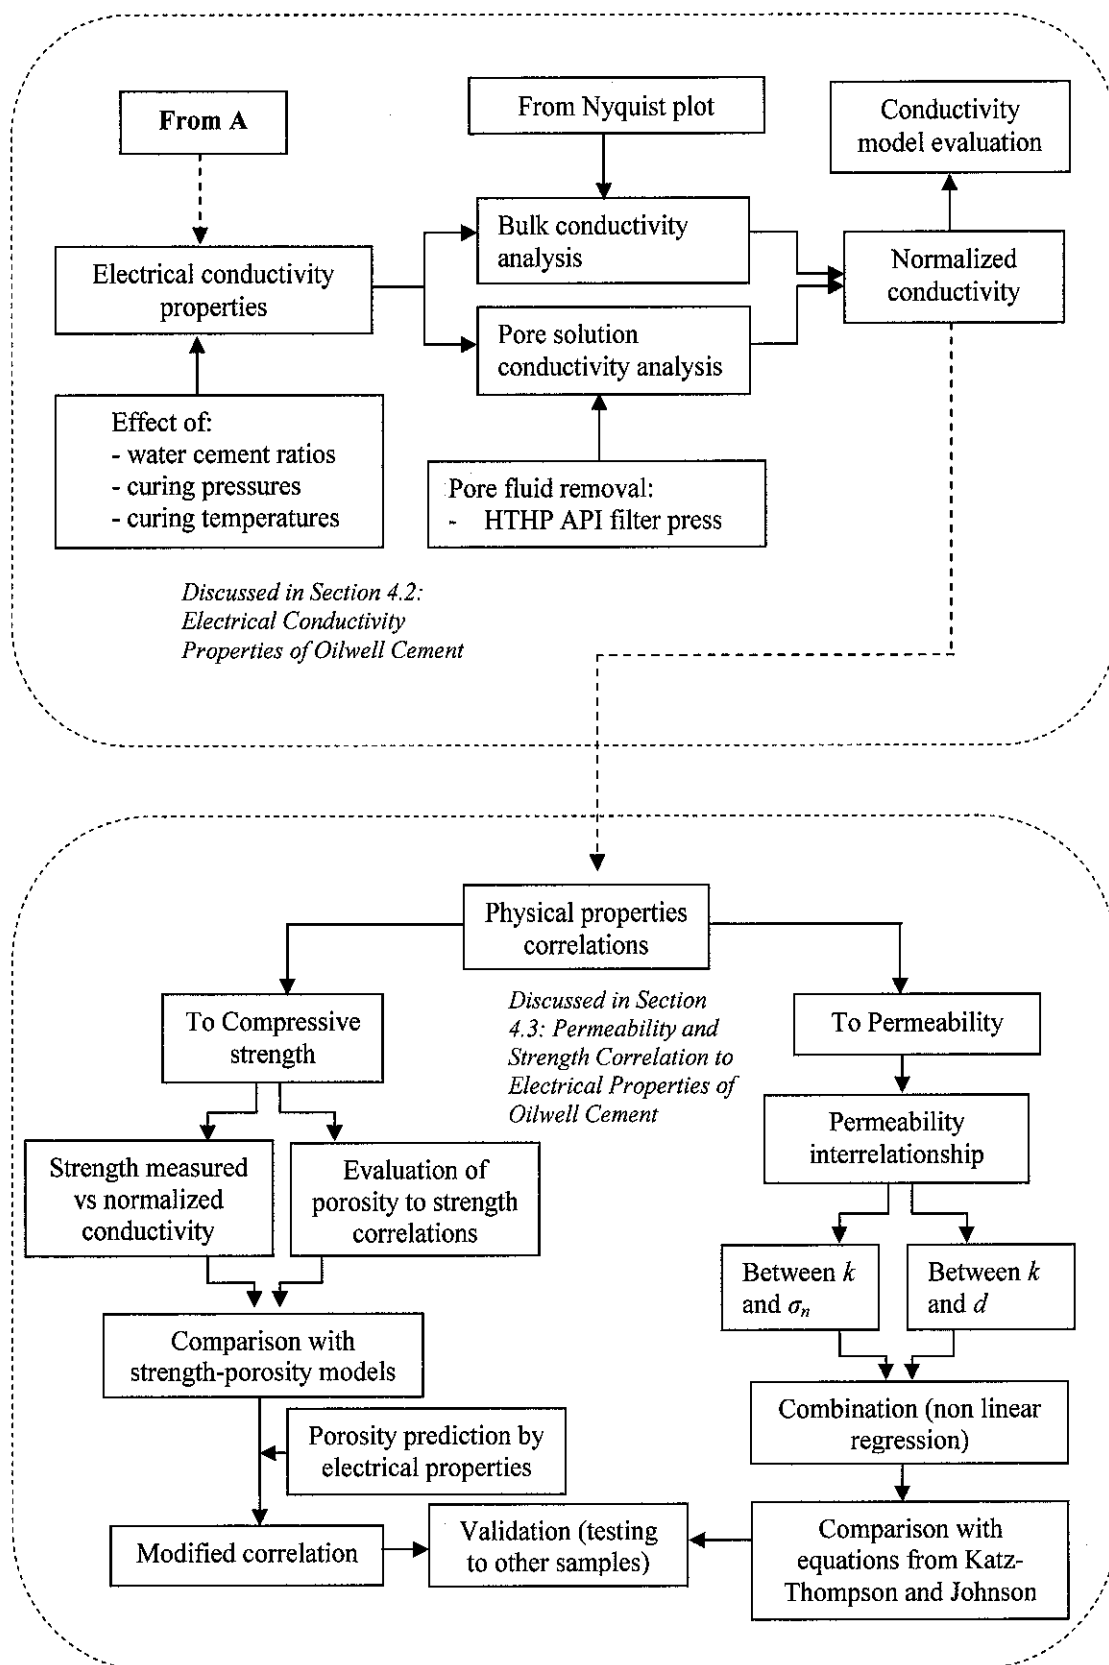 From A
From Nyquist plot
Conductivity
model evaluation
Electrical conductivity
properties
Bulk conductivity
analysis
Normalized
conductivity
Pore solution
conductivity analysis
Effect of:
- water cement ratios
- curing pressures
- curing temperatures
Pore fluid removal:
- HTHP API filter press
Discussed in Section 4.2:
Electrical Conductivity
Properties of Oilwell Cement
Physical properties
correlations
To Compressive
strength
Discussed in Section
4.3: Permeability and
Strength Correlation to
Electrical Properties of
Oilwell Cement
To Permeability
Permeability
interrelationship
Strength measured
vs normalized
conductivity
Evaluation of
porosity to strength
correlations
Between k
and σn
Between k
and d
Comparison with
strength-porosity models
Combination (non linear
regression)
Porosity prediction by
electrical properties
Modified correlation
Validation (testing
to other samples)
Comparison with
equations from Katz-
Thompson and Johnson